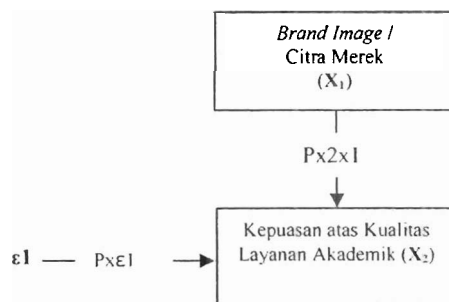 Brand Image /
Citra Merek
(X₁)
Px2x1
Kepuasan atas Kualitas
Layanan Akademik (X₂)
ε1 — Pxε1